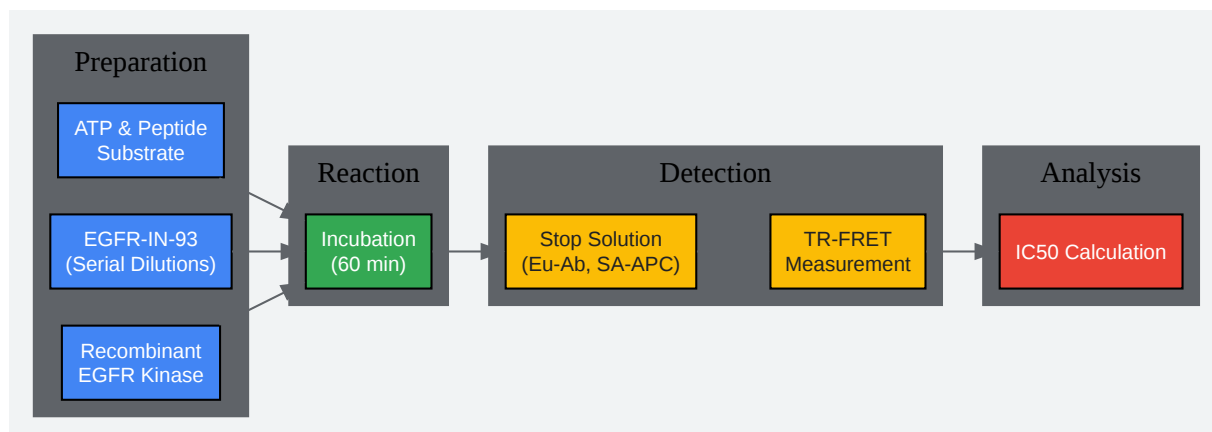 Preparation
ATP & Peptide
Substrate
EGFR-IN-93
(Serial Dilutions)
Recombinant
EGFR Kinase
Reaction
Incubation
(60 min)
Detection
Stop Solution
(Eu-Ab, SA-APC)
TR-FRET
Measurement
Analysis
IC50 Calculation